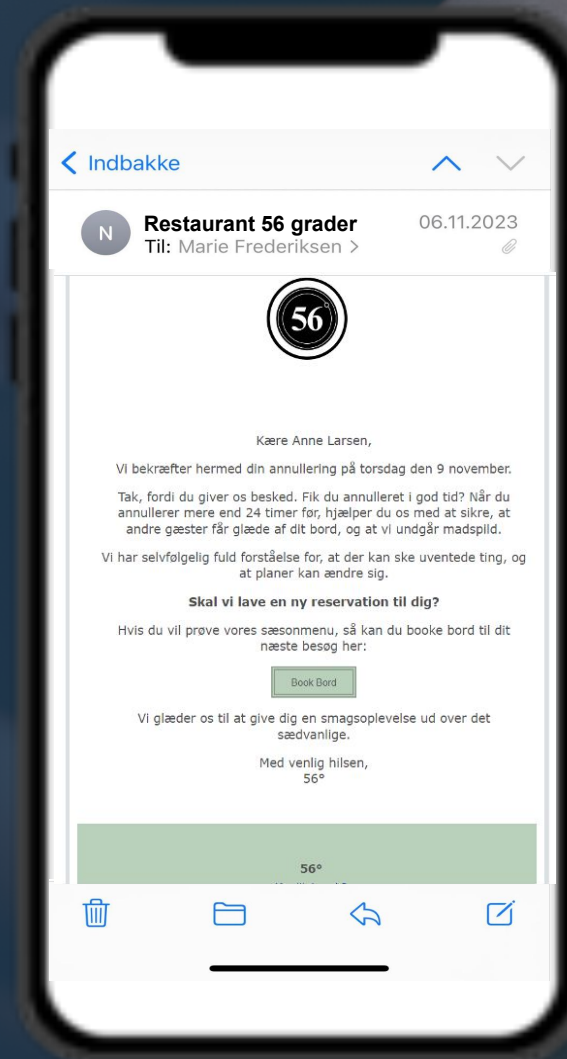 Indbakke
N
Restaurant 56 grader
06.11.2023
Til: Marie Frederiksen >
56°
Kære Anne Larsen,
Vi bekræfter hermed din annullering på torsdag den 9 november.
Tak, fordi du giver os besked. Fik du annulleret i god tid? Når du
annullerer mere end 24 timer før, hjælper du os med at sikre, at
andre gæster får glæde af dit bord, og at vi undgår madspild.
Vi har selvfølgelig fuld forståelse for, at der kan ske uventede ting, og
at planer kan ændre sig.
Skal vi lave en ny reservation til dig?
Hvis du vil prøve vores sæsonmenu, så kan du booke bord til dit
næste besøg her:
Book Bord
Vi glæder os til at give dig en smagsoplevelse ud over det
sædvanlige.
Med venlig hilsen,
56°
56°